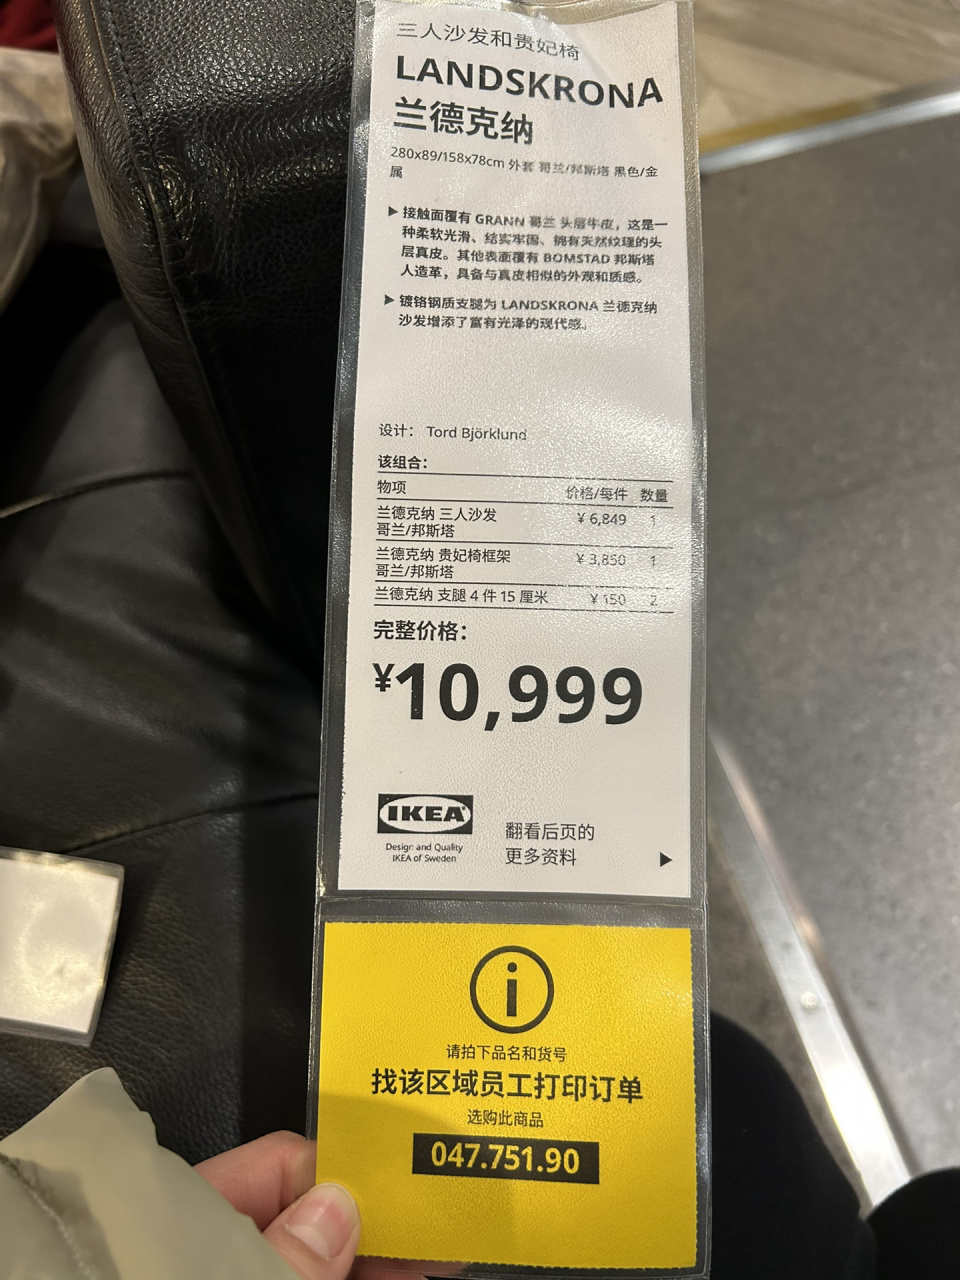 三人沙发和贵妃椅
LANDSKRONA
兰德克纳
280x89/158x78cm 外套 哥兰/邦斯塔 黑色/金
属
▶ 接触面覆有 GRANN 哥兰 头层牛皮，这是一
种柔软光滑、结实牢固、拥有天然纹理的头
层真皮。其他表面覆有 BOMSTAD 邦斯塔
人造革，具备与真皮相似的外观和质感。
▶ 镀铬钢质支腿为 LANDSKRONA 兰德克纳
沙发增添了富有光泽的现代感。
设计： Tord Björklund
该组合：
物项 价格/每件 数量
兰德克纳 三人沙发 ¥ 6,849 1
哥兰/邦斯塔
兰德克纳 贵妃椅框架 ¥ 3,850 1
哥兰/邦斯塔
兰德克纳 支腿 4 件 15 厘米 ¥ 150 2
完整价格：
¥10,999
IKEA®
Design and Quality
IKEA of Sweden
翻看后页的
更多资料 ▶
i
请拍下品名和货号
找该区域员工打印订单
选购此商品
047.751.90